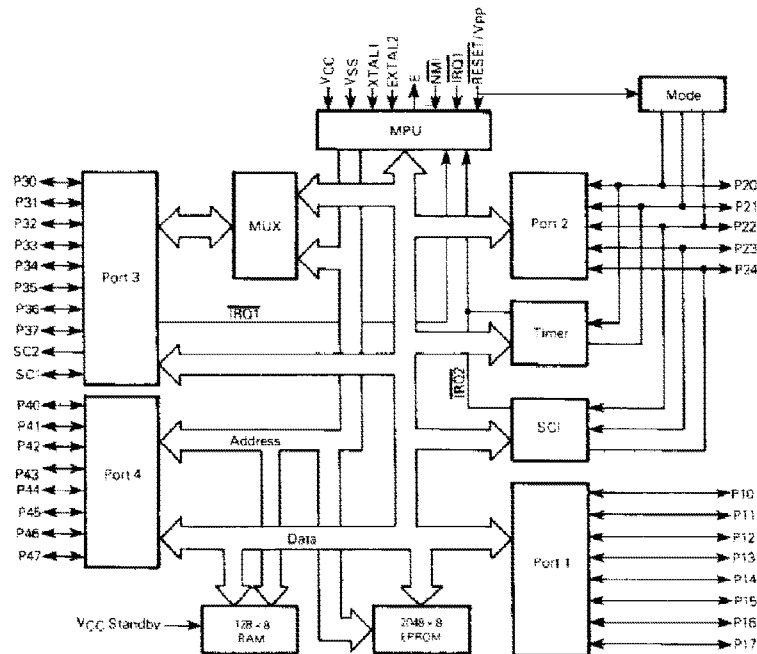 VCC
VSS
XTAL1
EXTAL2
E
NMI
IRQ1
RESET/VPP
MPU
Mode
P30
P31
P32
P33
P34
P35
P36
P37
SC2
SC1
Port 3
MUX
Port 2
P20
P21
P22
P23
P24
IRQ1
Timer
IRQ2
SCI
P40
P41
P42
P43
P44
P45
P46
P47
Port 4
Address
Data
Port 1
P10
P11
P12
P13
P14
P15
P16
P17
VCC Standby
128 × 8
RAM
2048 × 8
EPROM